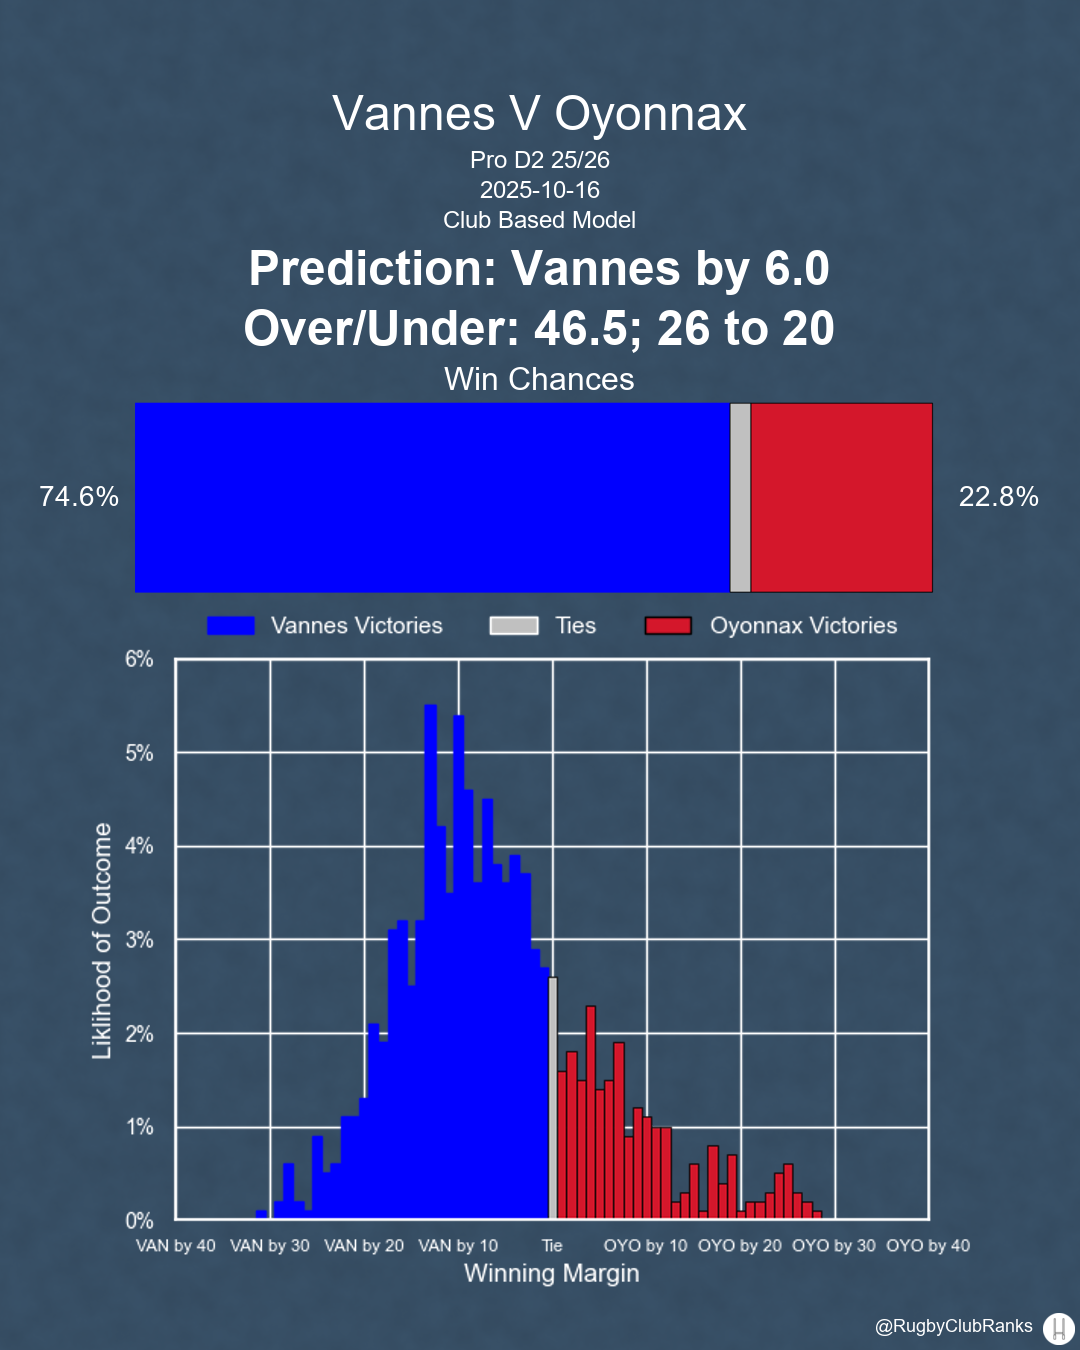 Vannes V Oyonnax
Pro D2 25/26
2025-10-16
Club Based Model
Prediction: Vannes by 6.0
Over/Under: 46.5; 26 to 20
Win Chances
74.6%
22.8%
Vannes Victories
Ties
Oyonnax Victories
6%
5%
4%
3%
2%
1%
0%
Liklihood of Outcome
VAN by 40 VAN by 30 VAN by 20 VAN by 10 Tie OYO by 10 OYO by 20 OYO by 30 OYO by 40
Winning Margin
@RugbyClubRanks